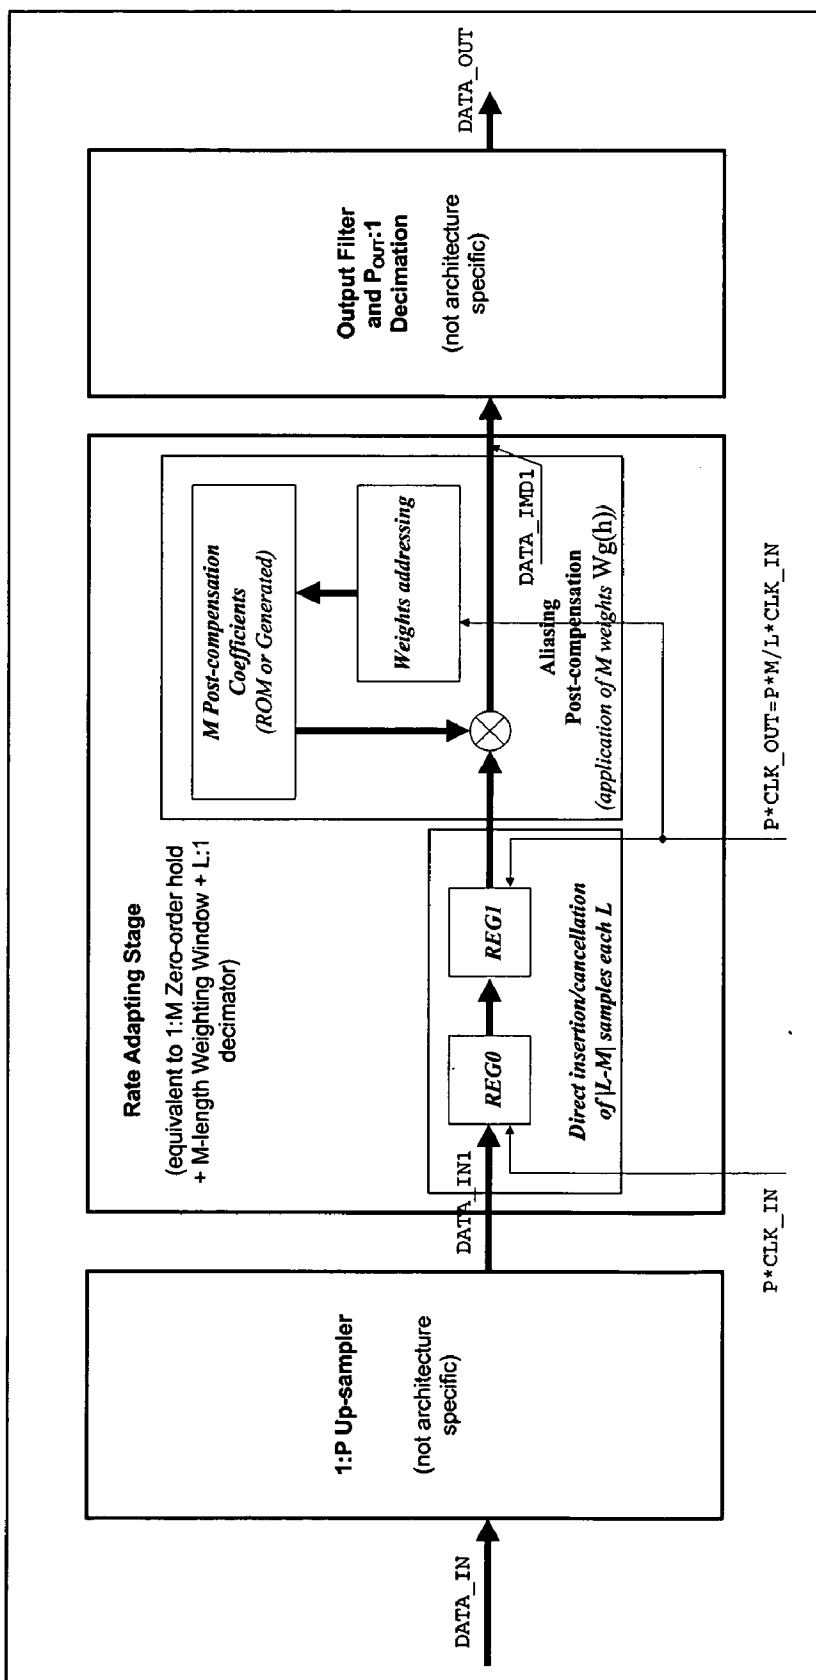 DATA_IN
1:P Up-sampler
(not architecture
specific)
DATA_IN1
P*CLK_IN
Rate Adapting Stage
(equivalent to 1:M Zero-order hold
+ M-length Weighting Window + L:1
decimator)
REG0
REG1
Direct insertion/cancellation
of |L-M| samples each L
M Post-compensation
Coefficients
(ROM or Generated)
Weights addressing
Aliasing
Post-compensation
(application of M weights Wg(h))
DATA_IMD1
P*CLK_OUT=P*M/L*CLK_IN
Output Filter
and POUT:1
Decimation
(not architecture
specific)
DATA_OUT